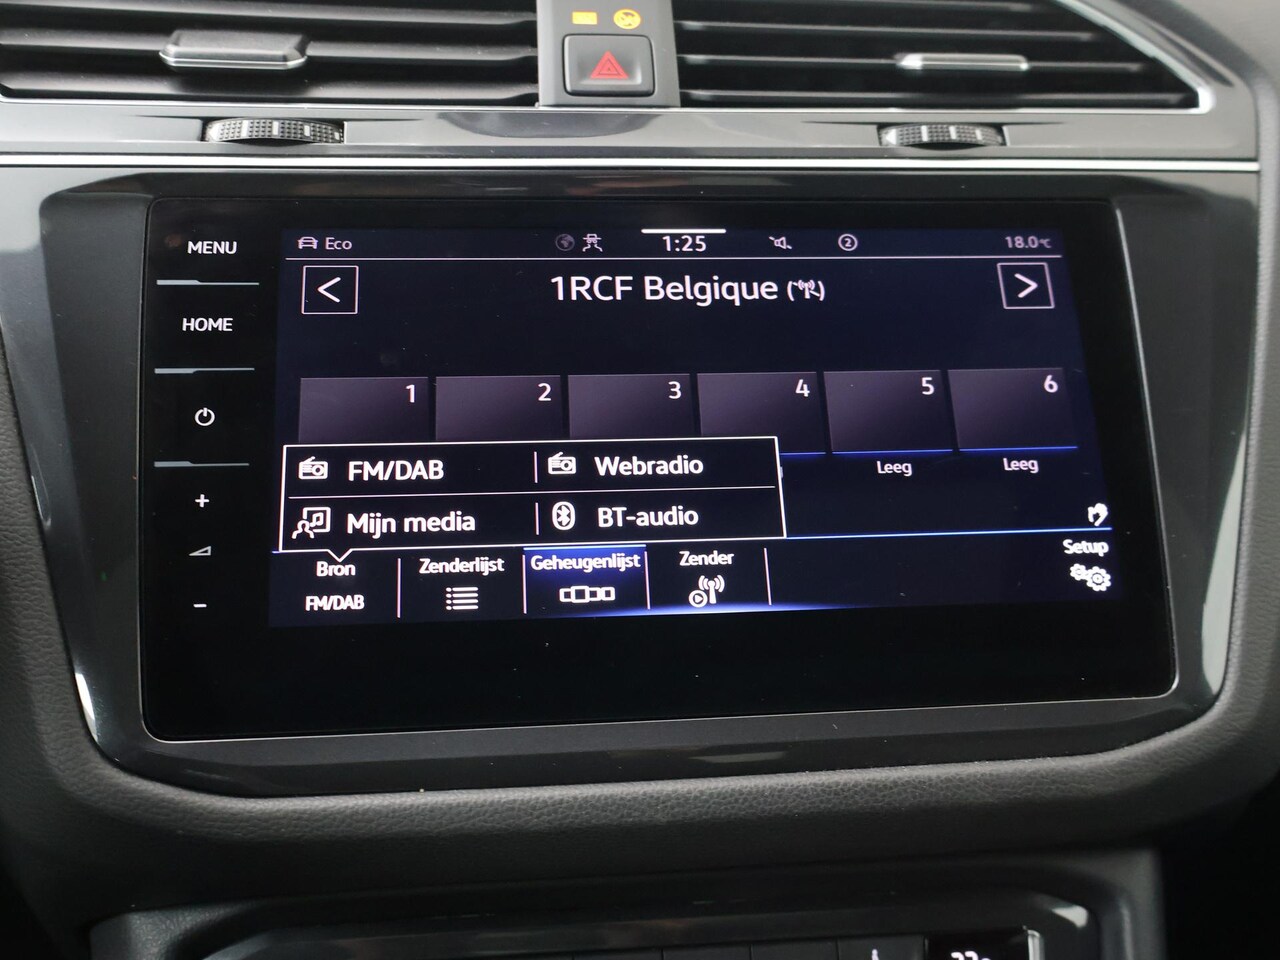 MENU
HOME
+
−
Eco
1:25
2
18.0°C
< 1RCF Belgique >
1 2 3 4 5 6
Leeg Leeg
FM/DAB Webradio
Mijn media BT-audio
Bron Zenderlijst Geheugenlijst Zender Setup
FM/DAB